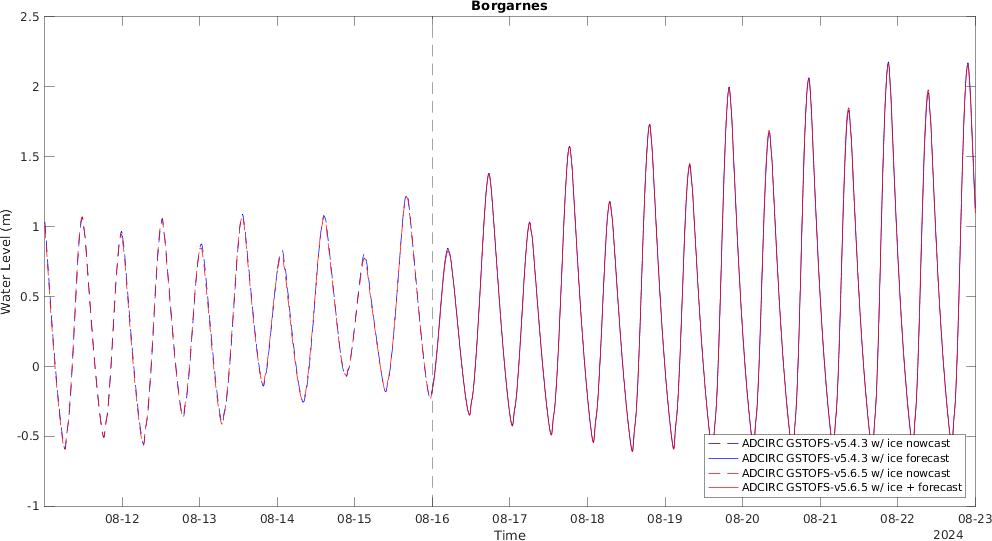 Borgarnes
2.5
2
1.5
1
0.5
0
-0.5
-1
Water Level (m)
ADCIRC GSTOFS-v5.4.3 w/ ice nowcast
ADCIRC GSTOFS-v5.4.3 w/ ice forecast
ADCIRC GSTOFS-v5.6.5 w/ ice nowcast
ADCIRC GSTOFS-v5.6.5 w/ ice + forecast
08-12 08-13 08-14 08-15 08-16 08-17 08-18 08-19 08-20 08-21 08-22 08-23
Time
2024